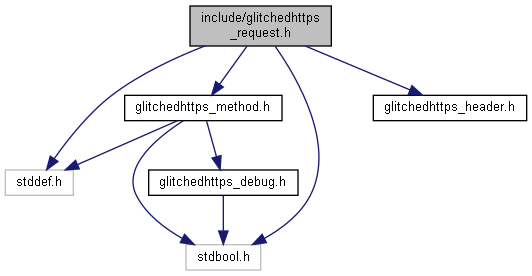 include/glitchedhttps
_request.h
glitchedhttps_method.h
glitchedhttps_header.h
stddef.h
glitchedhttps_debug.h
stdbool.h